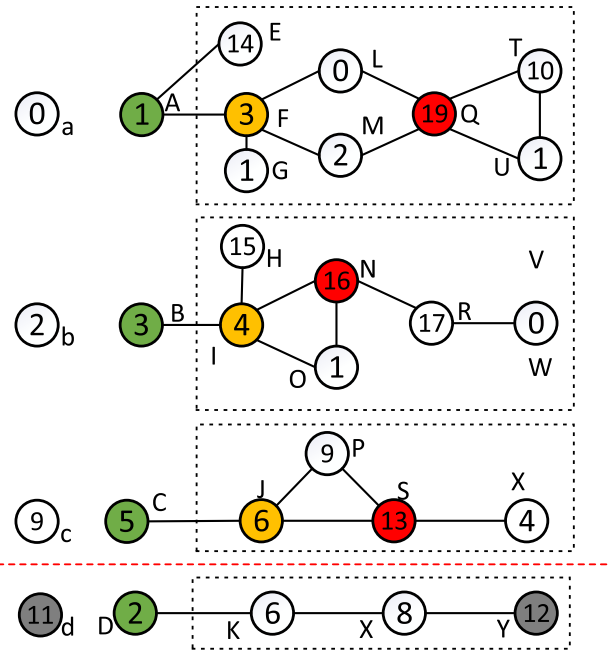 14 E
0 L
T 10
0 a
1 A
3 F
19 Q
M
2
1 G
U 1
15 H
V
16 N
2 b
3 B
4
I
17 R
0
O 1
W
9 P
J
S
X
9 c
5 C
6
13
4
11 d
D 2
K 6
X 8
Y 12